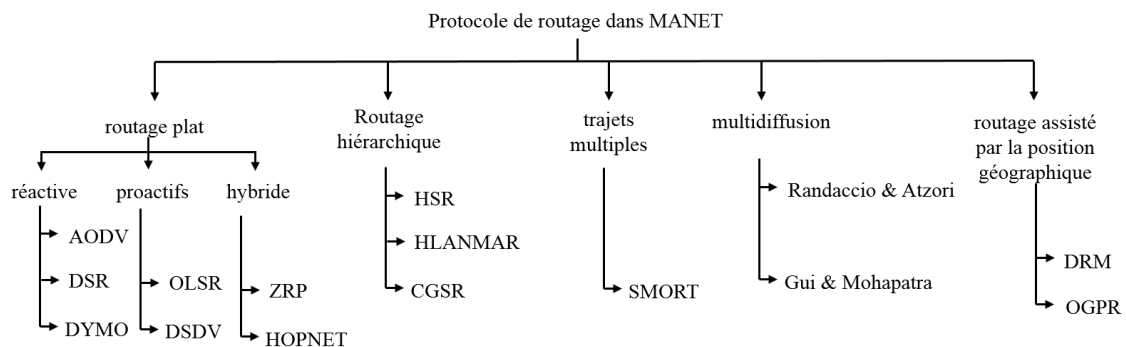 Protocole de routage dans MANET
routage plat
réactive
AODV
DSR
DYMO
proactifs
OLSR
DSDV
hybride
ZRP
HOPNET
Routage
hiérarchique
HSR
HLANMAR
CGSR
trajets
multiples
SMORT
multidiffusion
Randaccio & Atzori
Gui & Mohapatra
routage assisté
par la position
géographique
DRM
OGPR